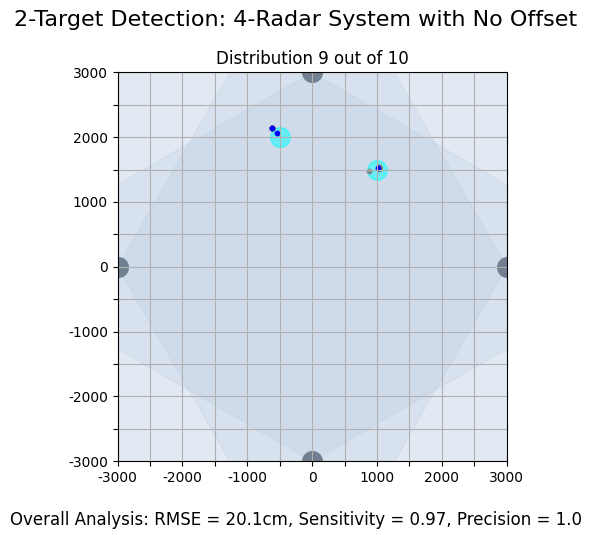 2-Target Detection: 4-Radar System with No Offset
Distribution 9 out of 10
3000
2000
1000
0
-1000
-2000
-3000
-3000 -2000 -1000 0 1000 2000 3000
Overall Analysis: RMSE = 20.1cm, Sensitivity = 0.97, Precision = 1.0